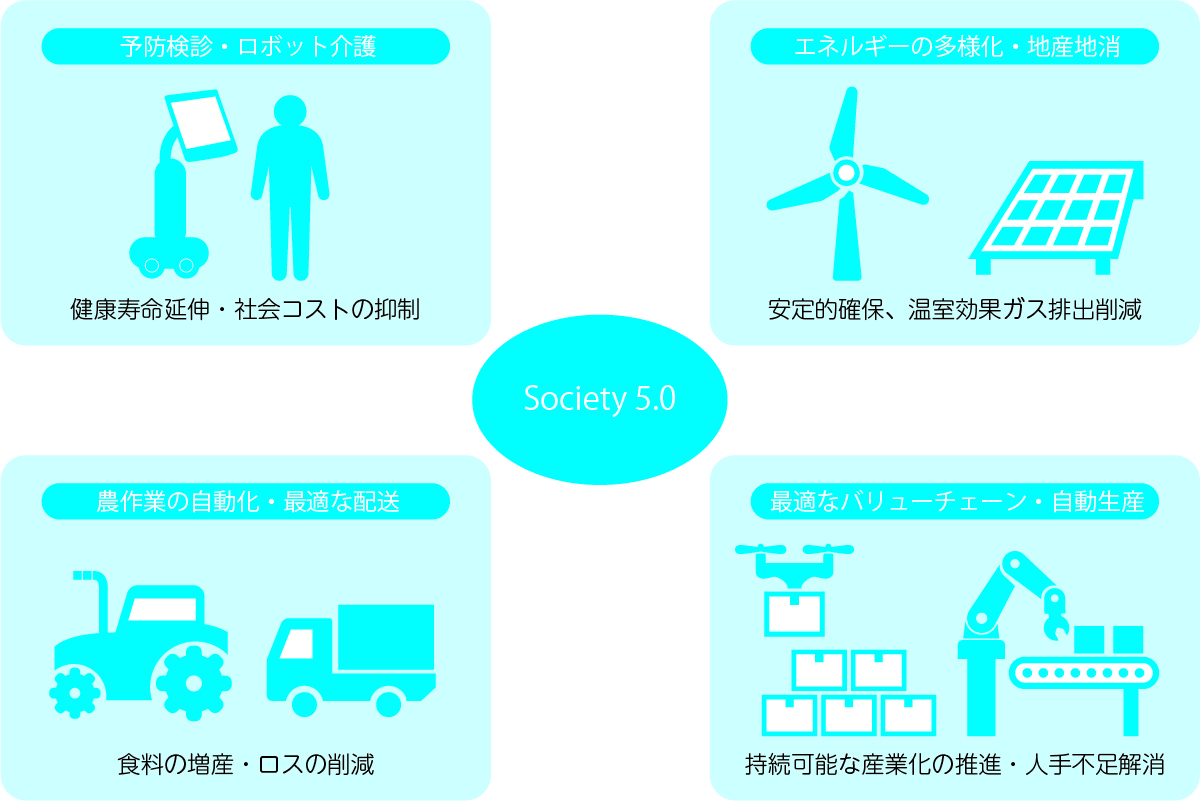 予防検診・ロボット介護
健康寿命延伸・社会コストの抑制
エネルギーの多様化・地産地消
安定的確保、温室効果ガス排出削減
Society 5.0
農作業の自動化・最適な配送
食料の増産・ロスの削減
最適なバリューチェーン・自動生産
持続可能な産業化の推進・人手不足解消